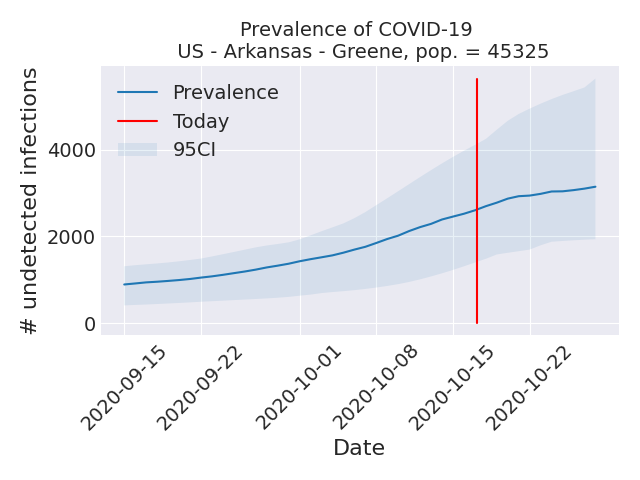 Prevalence of COVID-19
US - Arkansas - Greene, pop. = 45325
# undetected infections
Prevalence
Today
95CI
4000
2000
0
2020-09-15
2020-09-22
2020-10-01
2020-10-08
2020-10-15
2020-10-22
Date